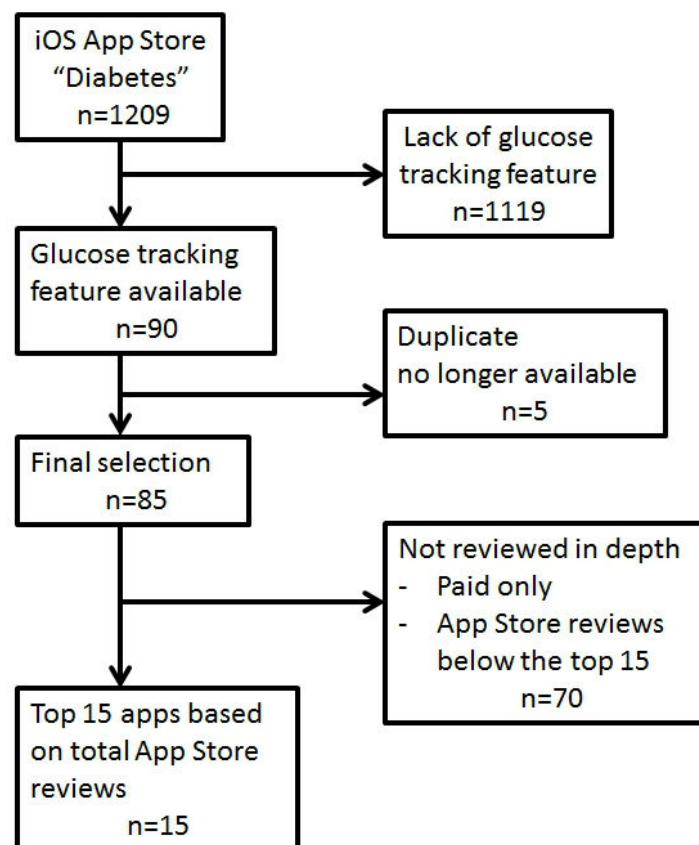 iOS App Store
“Diabetes”
n=1209
Lack of glucose
tracking feature
n=1119
Glucose tracking
feature available
n=90
Duplicate
no longer available
n=5
Final selection
n=85
Not reviewed in depth
- Paid only
- App Store reviews
below the top 15
n=70
Top 15 apps based
on total App Store
reviews
n=15